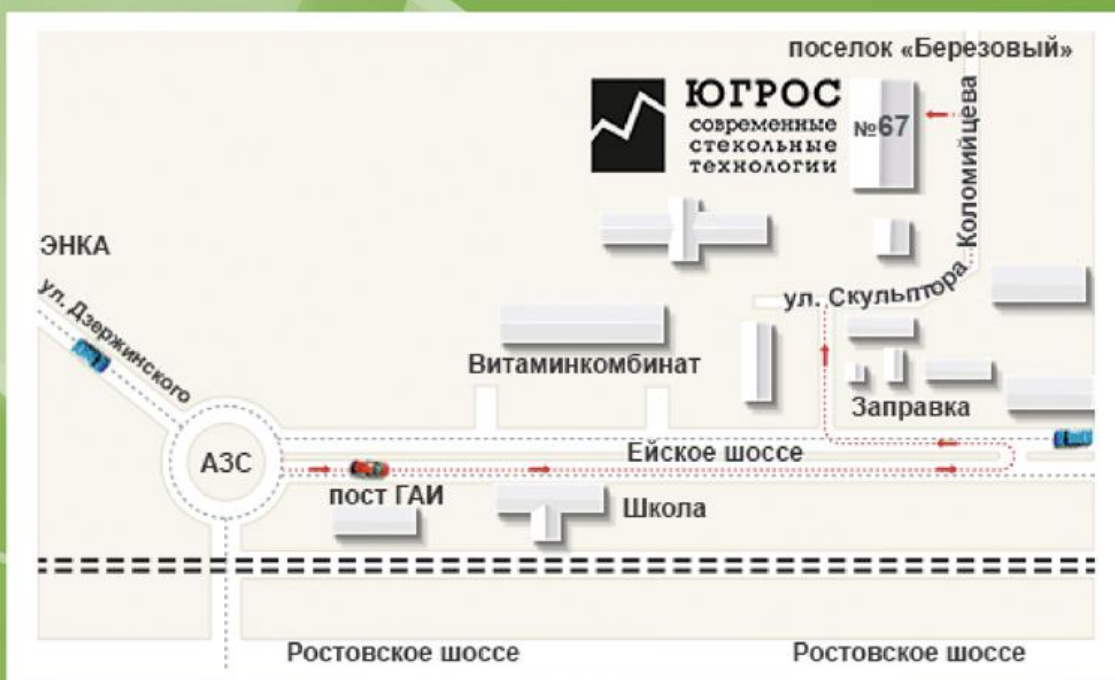 поселок «Березовый»
ЮГРОС
современные
стекольные
технологии
№67
ул. Скульптора Коломийцева
ЭНКА
ул. Дзержинского
Витаминкомбинат
Заправка
АЗС
Ейское шоссе
пост ГАИ
Школа
Ростовское шоссе
Ростовское шоссе